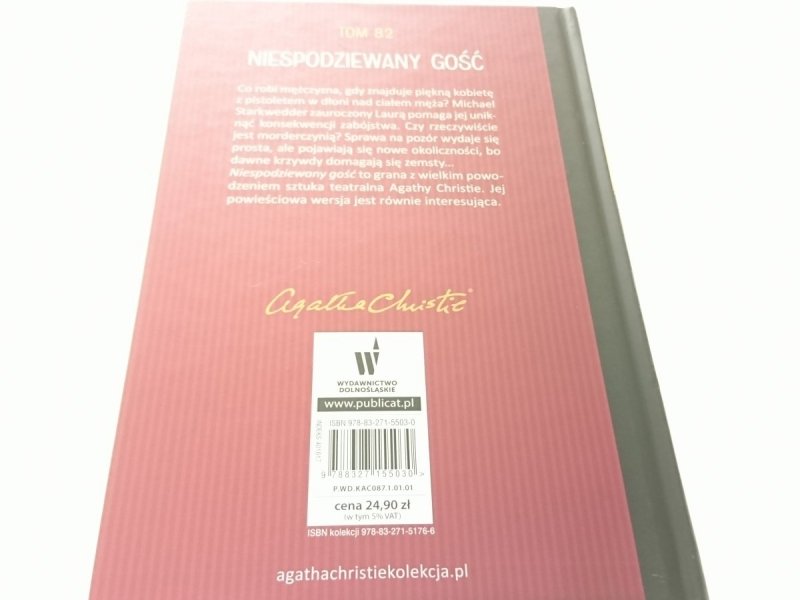 TOM 82
NIESPODZIEWANY GOŚĆ
Co robi mężczyzna, gdy znajduje piękną kobietę
z pistoletem w dłoni nad ciałem męża? Michael
Starkwedder zauroczony Laurą pomaga jej unik-
nąć konsekwencji zabójstwa. Czy rzeczywiście
jest morderczynią? Sprawa na pozór wydaje się
prosta, ale pojawiają się nowe okoliczności, bo
dawne krzywdy domagają się zemsty...
Niespodziewany gość to grana z wielkim powo-
dzeniem sztuka teatralna Agathy Christie. Jej
powieściowa wersja jest równie interesująca.
Agatha Christie®
WYDAWNICTWO
DOLNOŚLĄSKIE
www.publicat.pl
ISBN 978-83-271-5503-0
9 788327 155030 >
P.WD.KAC087.1.01.01
cena 24,90 zł
(w tym 5% VAT)
ISBN kolekcji 978-83-271-5176-6
agathachristiekolekcja.pl